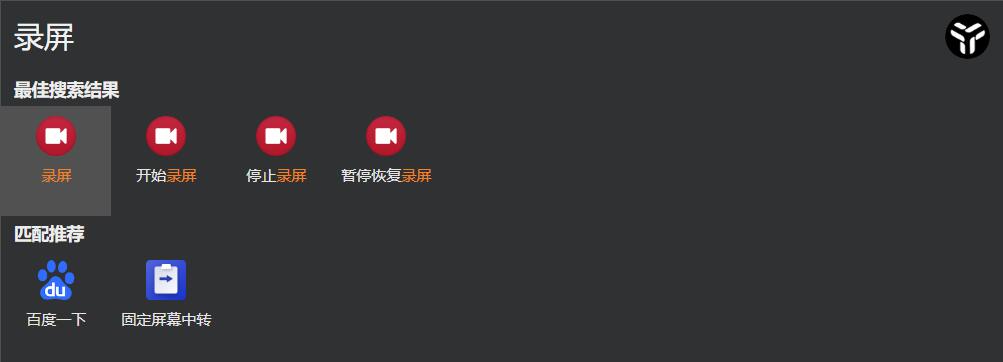 录屏
最佳搜索结果
录屏 开始录屏 停止录屏 暂停恢复录屏
匹配推荐
du
百度一下 固定屏幕中转